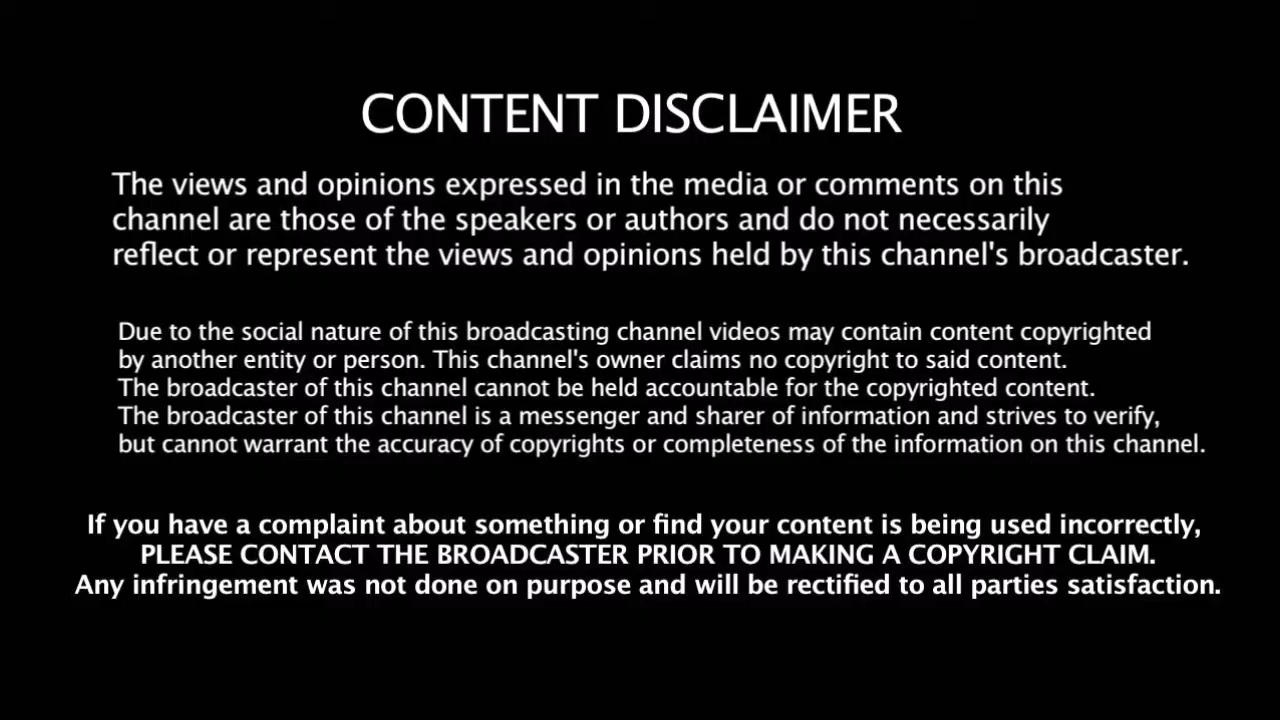 CONTENT DISCLAIMER
The views and opinions expressed in the media or comments on this
channel are those of the speakers or authors and do not necessarily
reflect or represent the views and opinions held by this channel's broadcaster.
Due to the social nature of this broadcasting channel videos may contain content copyrighted
by another entity or person. This channel's owner claims no copyright to said content.
The broadcaster of this channel cannot be held accountable for the copyrighted content.
The broadcaster of this channel is a messenger and sharer of information and strives to verify,
but cannot warrant the accuracy of copyrights or completeness of the information on this channel.
If you have a complaint about something or find your content is being used incorrectly,
PLEASE CONTACT THE BROADCASTER PRIOR TO MAKING A COPYRIGHT CLAIM.
Any infringement was not done on purpose and will be rectified to all parties satisfaction.